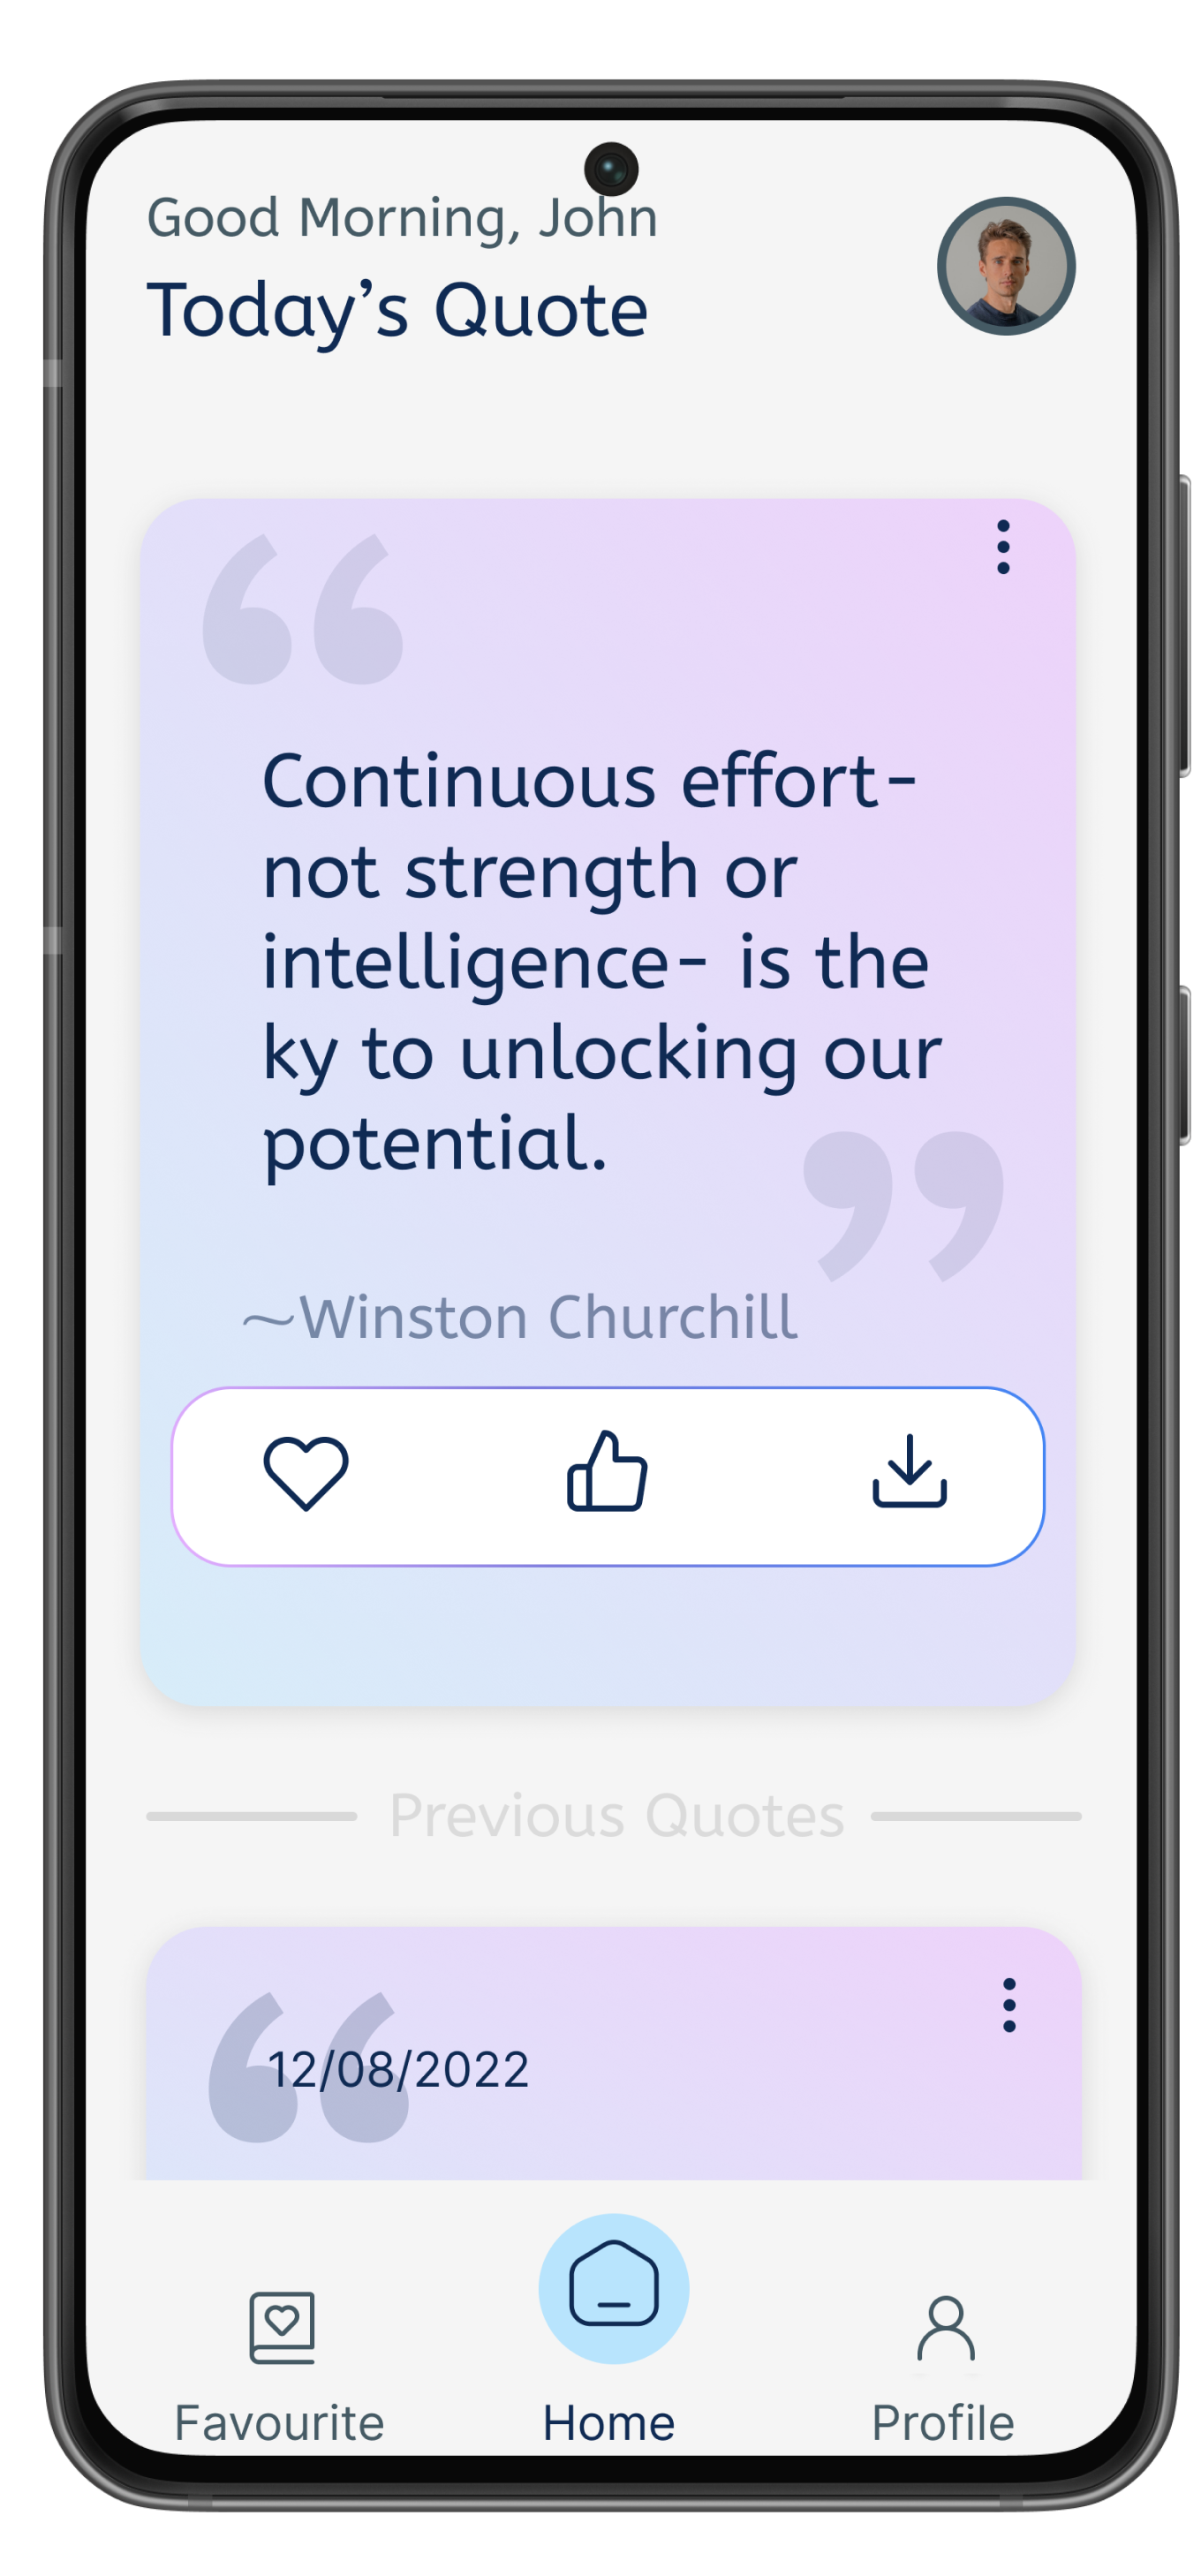 Good Morning, John
Today’s Quote
“
Continuous effort-
not strength or
intelligence- is the
ky to unlocking our
potential.
”
~Winston Churchill
Previous Quotes
“
12/08/2022
Favourite
Home
Profile